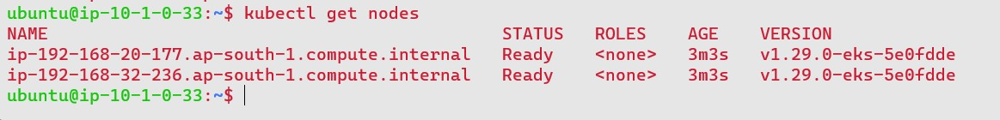 ubuntu@ip-10-1-0-33:~$ kubectl get nodes
NAME STATUS ROLES AGE VERSION
ip-192-168-20-177.ap-south-1.compute.internal Ready <none> 3m3s v1.29.0-eks-5e0fdde
ip-192-168-32-236.ap-south-1.compute.internal Ready <none> 3m3s v1.29.0-eks-5e0fdde
ubuntu@ip-10-1-0-33:~$